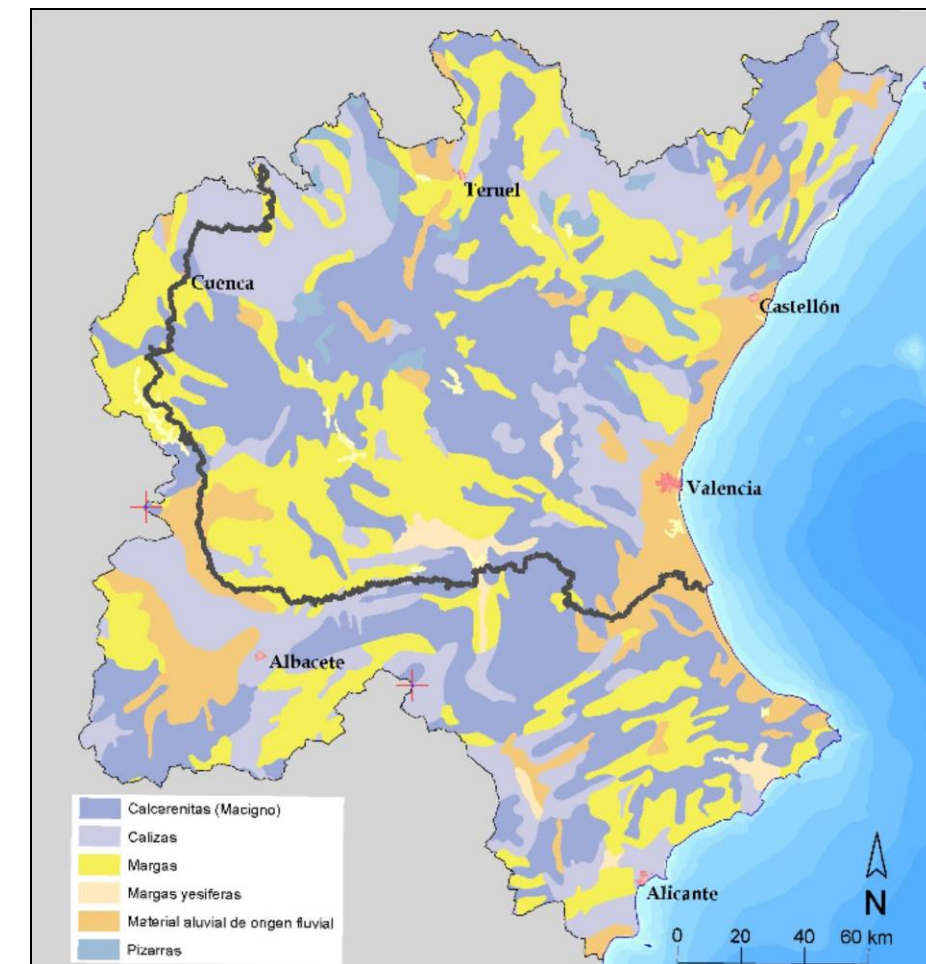 Teruel
Cuenca
Castellón
Valencia
Albacete
Alicante
Calcarenitas (Macigno)
Calizas
Margas
Margas yesiferas
Material aluvial de origen fluvial
Pizarras
N
0 20 40 60 km